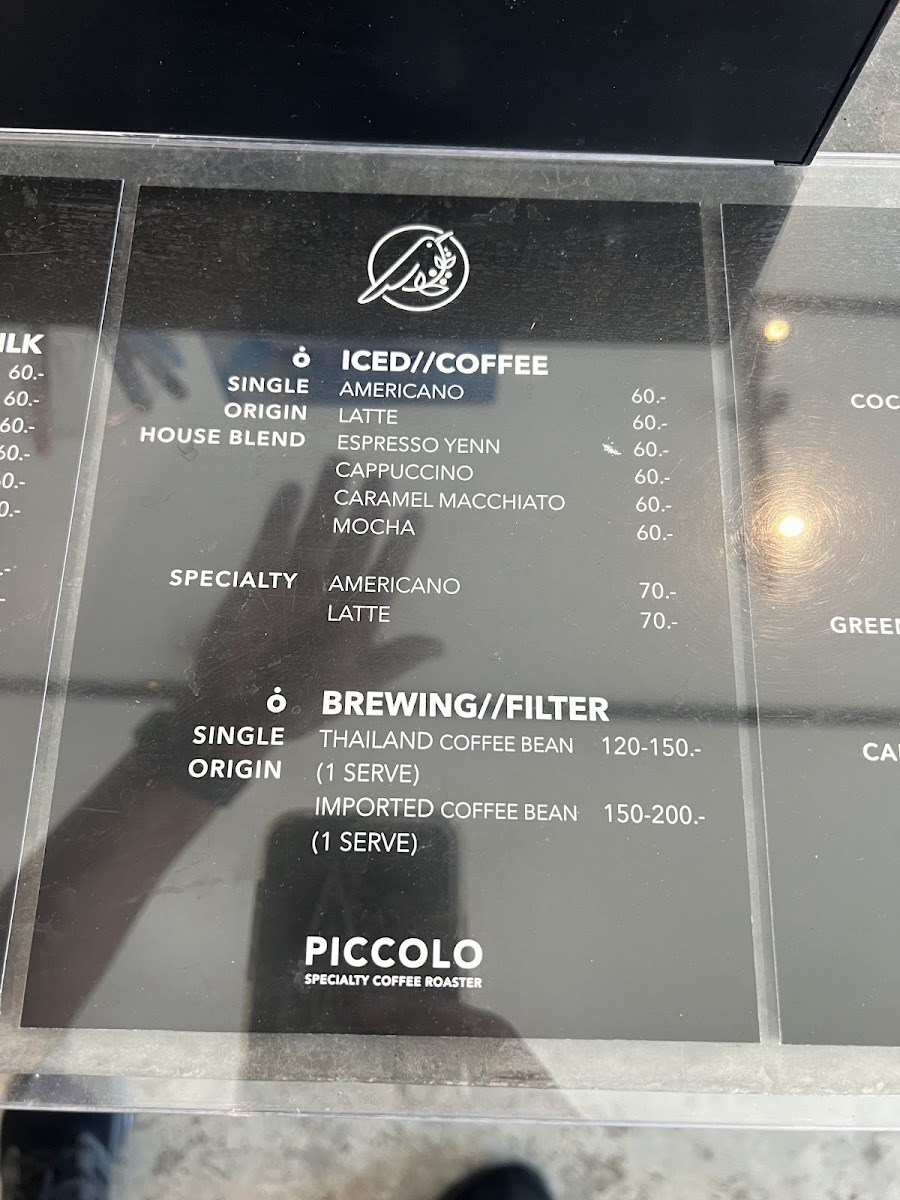 ILK
60.-
60.-
60.-
60.-
0.-
0.-
ICED//COFFEE
SINGLE ORIGIN HOUSE BLEND
AMERICANO 60.-
LATTE 60.-
ESPRESSO YENN 60.-
CAPPUCCINO 60.-
CARAMEL MACCHIATO 60.-
MOCHA 60.-
SPECIALTY AMERICANO 70.-
LATTE 70.-
BREWING//FILTER
SINGLE ORIGIN
THAILAND COFFEE BEAN 120-150.-
(1 SERVE)
IMPORTED COFFEE BEAN 150-200.-
(1 SERVE)
PICCOLO
SPECIALTY COFFEE ROASTER
COC
GREEN
CA